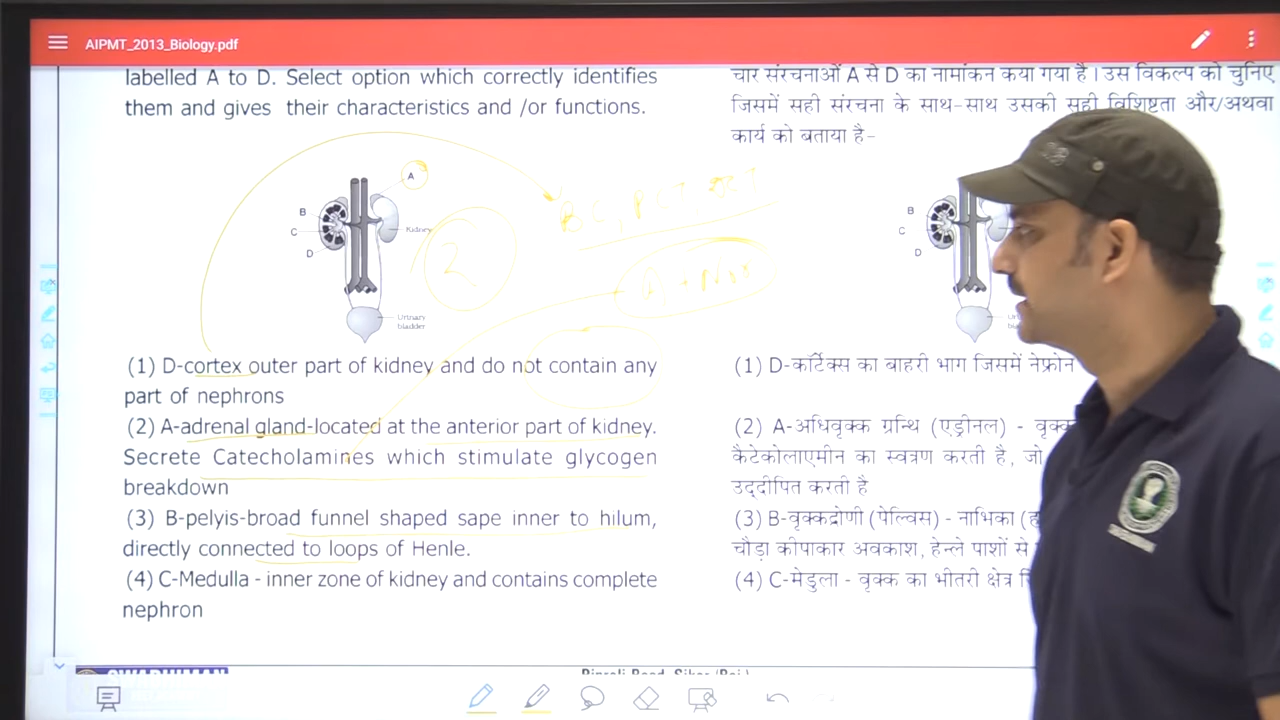 AIPMT_2013_Biology.pdf
labelled A to D. Select option which correctly identifies
them and gives their characteristics and /or functions.
A
B
C
D
Kidney
Urinary
bladder
2
BC, PCT, DCT
(1) D-cortex outer part of kidney and do not contain any
part of nephrons
(2) A-adrenal gland-located at the anterior part of kidney.
Secrete Catecholamines which stimulate glycogen
breakdown
(3) B-pelyis-broad funnel shaped sape inner to hilum,
directly connected to loops of Henle.
(4) C-Medulla - inner zone of kidney and contains complete
nephron
चार संरचनाओं A से D का नामांकन कया गया है। उस विकल्प को चुनिए
जिसमें सही संरचना के साथ-साथ उसकी सही विशिष्टता और/अथवा
कार्य को बताया है-
B
C
D
(1) D-कॉर्टेक्स का बाहरी भाग जिसमें नेफ्रोन
(2) A-अधिवृक्क ग्रन्थि (एड्रीनल) - वृक्क
कैटेकोलाएमीन का स्वत्रण करती है, जो
उद्दीपित करती है
(3) B-वृक्कद्रोणी (पेल्विस) - नाभिका
चौड़ा कीपाकार अवकाश, हेन्ले पाशों से
(4) C-मेडुला - वृक्क का भीतरी क्षेत्र